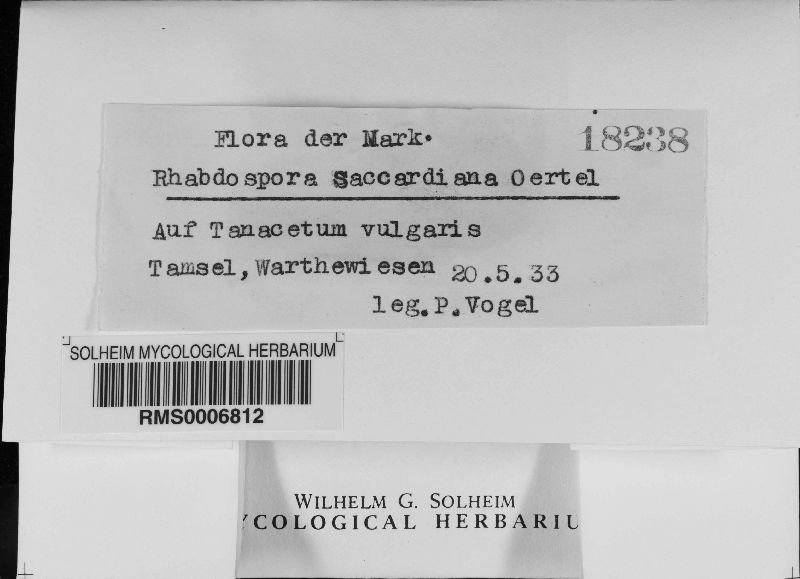 Flora der Mark.
18238
Rhabdospora saccardiana Oertel
Auf Tanacetum vulgaris
Tamsel, Warthewiesen 20.5.33
leg. P. Vogel
SOLHEIM MYCOLOGICAL HERBARIUM
RMS0006812
WILHELM G. SOLHEIM
YCOLOGICAL HERBARIU